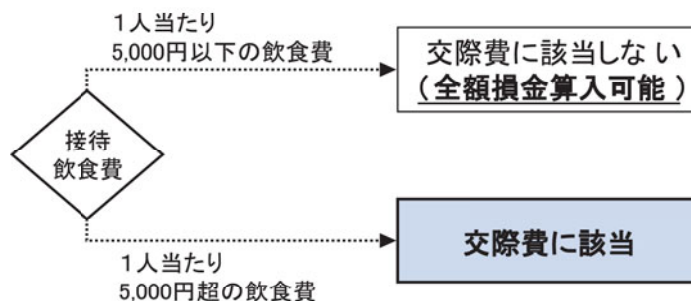 1人当たり
5,000円以下の飲食費
交際費に該当しない
(全額損金算入可能)
接待
飲食費
交際費に該当
1人当たり
5,000円超の飲食費